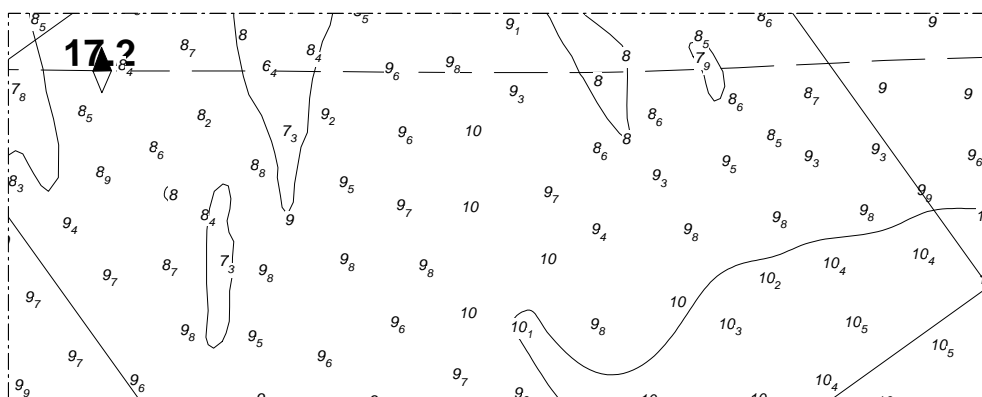 8₅ 8₅ 9₁ 8₆ 9
17.? 8₇ 8 8₄ 8 8₅
8₄ 6₄ 9₆ 9₈ 7₉
7₈ 9₃ 8 8₆ 8₇ 9 9
8₅ 8₂ 9₂ 8₆
8₆ 7₃ 9₆ 10 8₆ 8 8₅ 9₃ 9₃ 9₆
8₃ 8₉ 8₈ 9₅ 9₃ 9₅
(8 9₇ 9₉
9₄ 8₄ 9 9₇ 10 9₄ 9₈ 9₈ 9₈
9₇ 8₇ 7₃ 9₈ 9₈ 9₈ 10 10₂ 10₄ 10₄
9₇ 10
9₈ 9₅ 9₆ 10 10₁ 9₈ 10₃ 10₅
9₇ 9₆ 10₅
9₉ 9₆ 9₇ 10₄